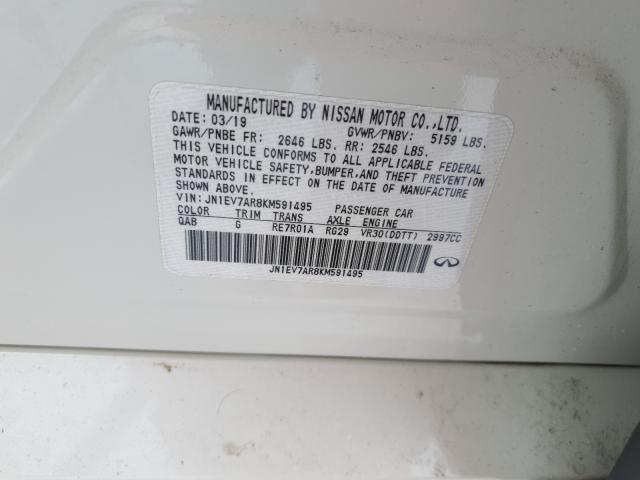 MANUFACTURED BY NISSAN MOTOR CO.,LTD.
DATE: 03/19 GVWR/PNBV: 5159 LBS.
GAWR/PNBE FR: 2646 LBS. RR: 2546 LBS.
THIS VEHICLE CONFORMS TO ALL APPLICABLE FEDERAL
MOTOR VEHICLE SAFETY, BUMPER, AND THEFT PREVENTION
STANDARDS IN EFFECT ON THE DATE OF MANUFACTURE
SHOWN ABOVE.
VIN: JN1EV7AR8KM591495 PASSENGER CAR
COLOR TRIM TRANS AXLE ENGINE
QAB G RE7R01A RG29 VR30(DDTT) 2997CC
JN1EV7AR8KM591495